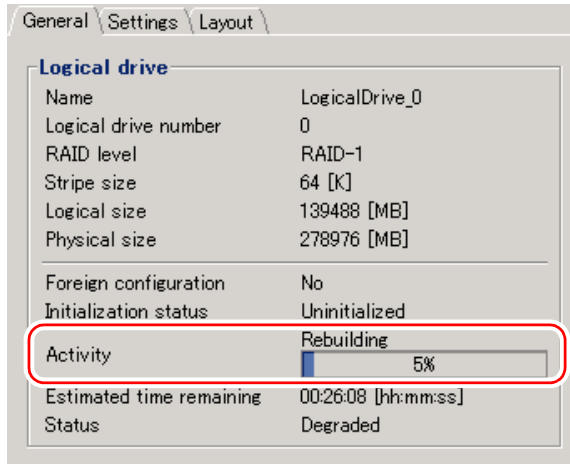 General Settings Layout
Logical drive
Name LogicalDrive_0
Logical drive number 0
RAID level RAID-1
Stripe size 64 [K]
Logical size 139488 [MB]
Physical size 278976 [MB]
Foreign configuration No
Initialization status Uninitialized
Activity Rebuilding
5%
Estimated time remaining 00:26:08 [hh:mm:ss]
Status Degraded